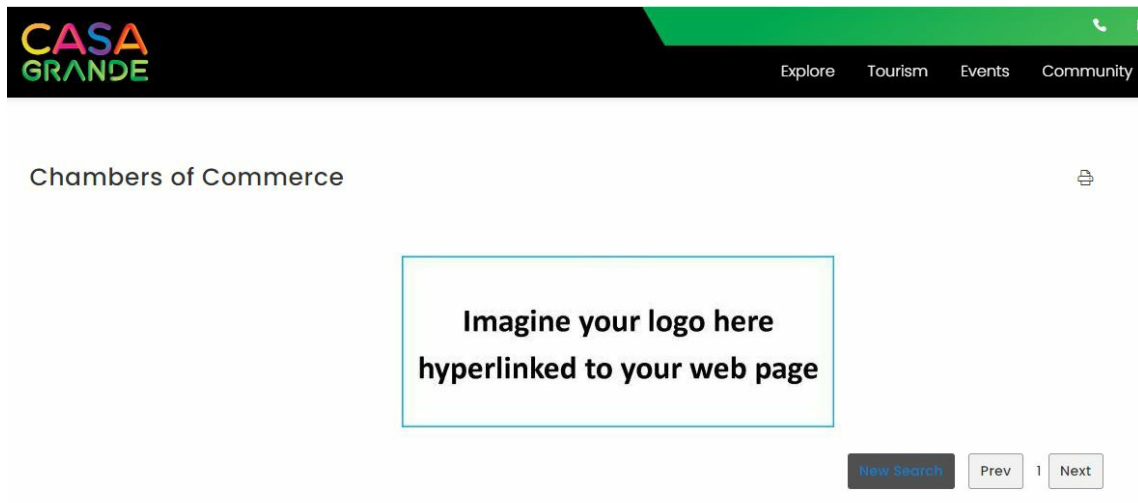 CASA
GRANDE
Explore Tourism Events Community
Chambers of Commerce
Imagine your logo here
hyperlinked to your web page
New Search Prev 1 Next